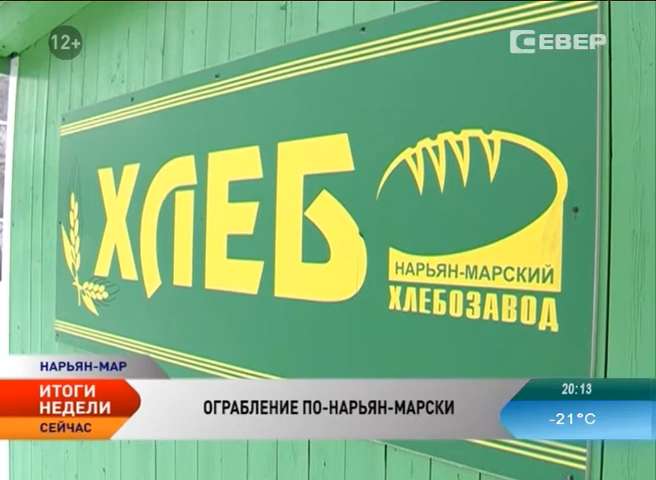 12+
СЕВЕР
ХЛЕБ
НАРЬЯН-МАРСКИЙ
ХЛЕБОЗАВОД
НАРЬЯН-МАР
ИТОГИ
НЕДЕЛИ
СЕЙЧАС
ОГРАБЛЕНИЕ ПО-НАРЬЯН-МАРСКИ
20:13
-21°C